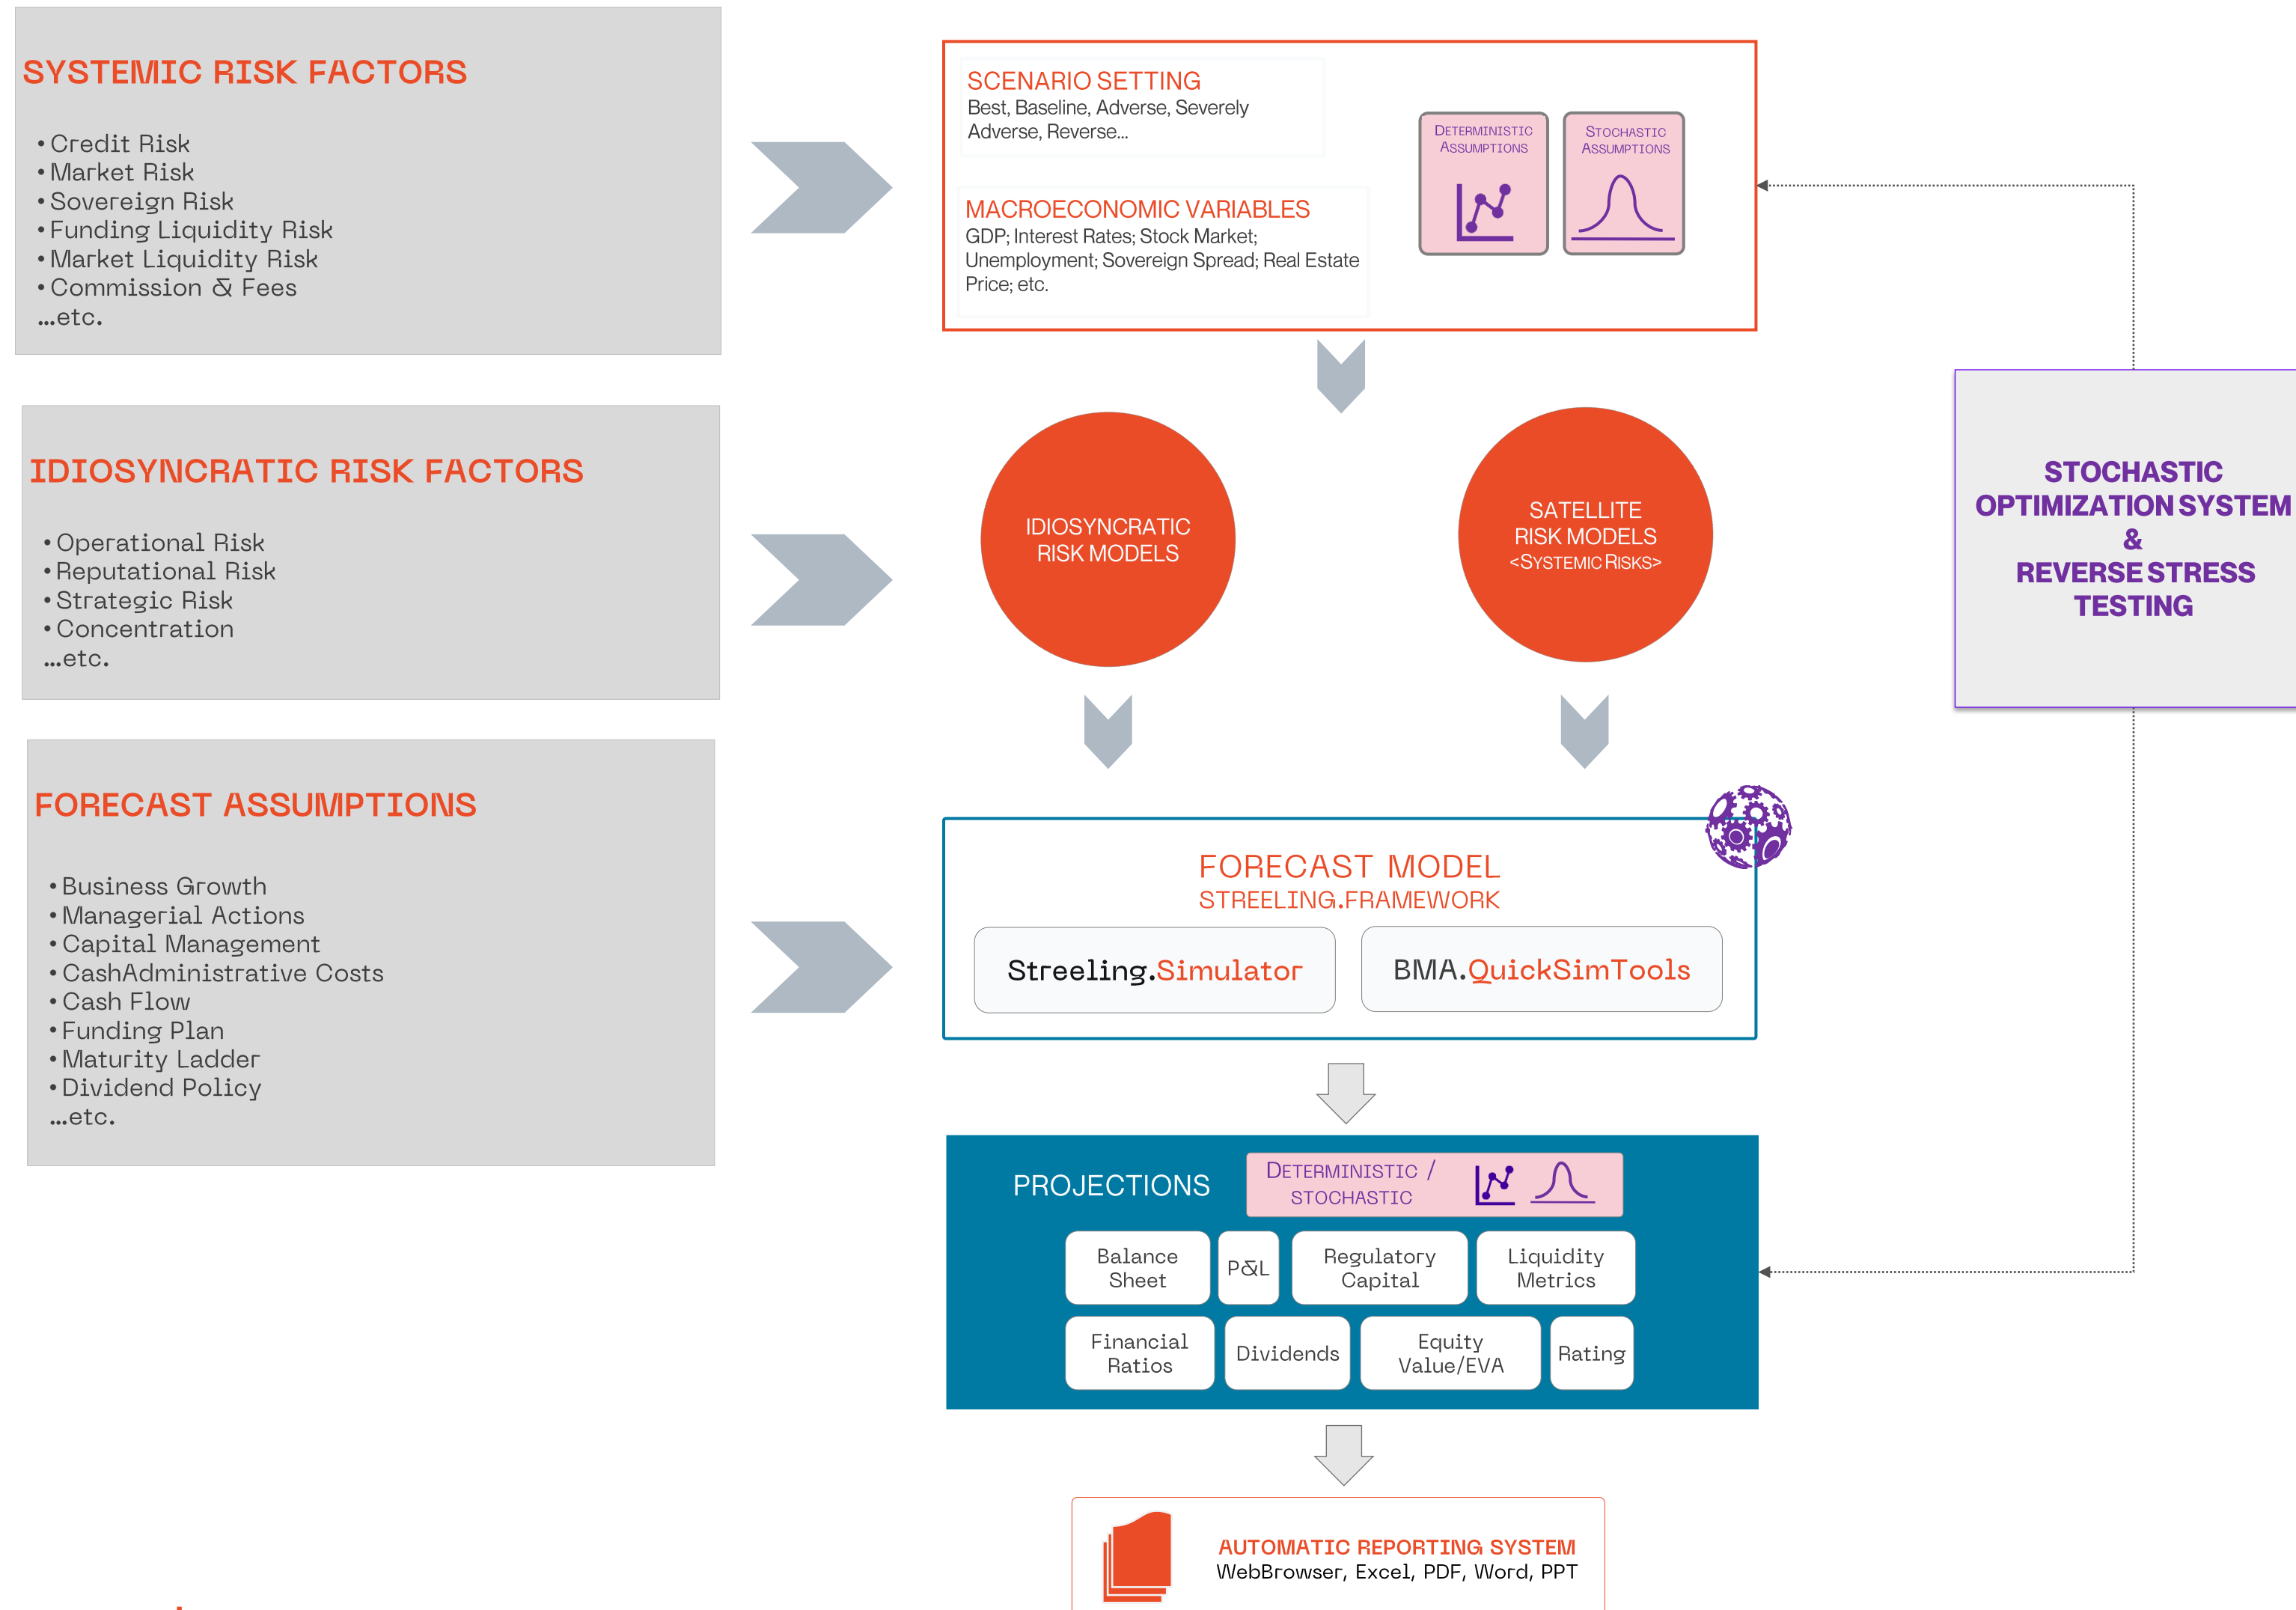 SYSTEMIC RISK FACTORS
• Credit Risk
• Market Risk
• Sovereign Risk
• Funding Liquidity Risk
• Market Liquidity Risk
• Commission & Fees
...etc.
IDIOSYNCRATIC RISK FACTORS
• Operational Risk
• Reputational Risk
• Strategic Risk
• Concentration
...etc.
FORECAST ASSUMPTIONS
• Business Growth
• Managerial Actions
• Capital Management
• CashAdministrative Costs
• Cash Flow
• Funding Plan
• Maturity Ladder
• Dividend Policy
...etc.
SCENARIO SETTING
Best, Baseline, Adverse, Severely
Adverse, Reverse...
MACROECONOMIC VARIABLES
GDP; Interest Rates; Stock Market;
Unemployment; Sovereign Spread; Real Estate
Price; etc.
DETERMINISTIC
ASSUMPTIONS
STOCHASTIC
ASSUMPTIONS
IDIOSYNCRATIC
RISK MODELS
SATELLITE
RISK MODELS
<SYSTEMIC RISKS>
STOCHASTIC
OPTIMIZATION SYSTEM
&
REVERSE STRESS
TESTING
FORECAST MODEL
STREELING.FRAMEWORK
Streeling.Simulator
BMA.QuickSimTools
PROJECTIONS
DETERMINISTIC /
STOCHASTIC
Balance
Sheet
P&L
Regulatory
Capital
Liquidity
Metrics
Financial
Ratios
Dividends
Equity
Value/EVA
Rating
AUTOMATIC REPORTING SYSTEM
WebBrowser, Excel, PDF, Word, PPT